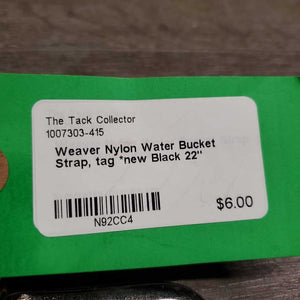 The Tack Collector
1007303-415
Weaver Nylon Water Bucket
Strap, tag *new Black 22''
N92CC4
$6.00